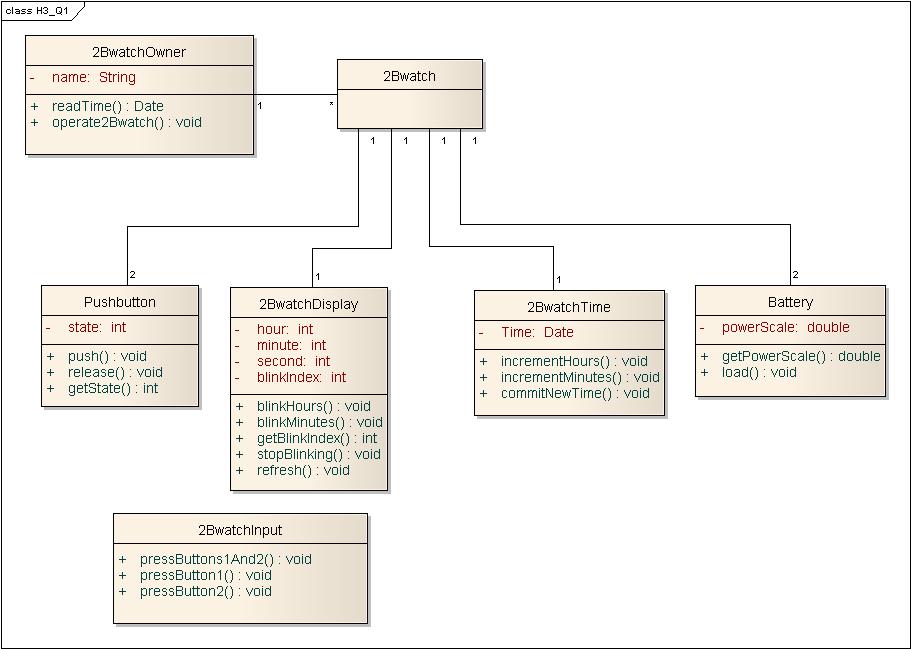 class H3_Q1
2BwatchOwner
- name: String
+ readTime() : Date
+ operate2Bwatch() : void
1
*
2Bwatch
1
1
1
1
2
1
1
2
Pushbutton
- state: int
+ push() : void
+ release() : void
+ getState() : int
2BwatchDisplay
- hour: int
- minute: int
- second: int
- blinkIndex: int
+ blinkHours() : void
+ blinkMinutes() : void
+ getBlinkIndex() : int
+ stopBlinking() : void
+ refresh() : void
2BwatchTime
- Time: Date
+ incrementHours() : void
+ incrementMinutes() : void
+ commitNewTime() : void
Battery
- powerScale: double
+ getPowerScale() : double
+ load() : void
2BwatchInput
+ pressButtons1And2() : void
+ pressButton1() : void
+ pressButton2() : void